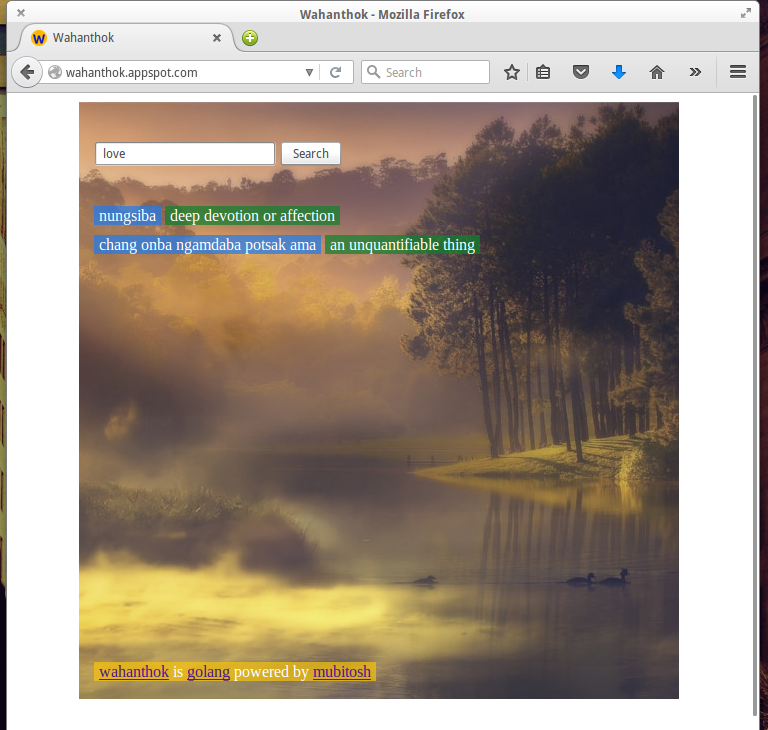 Wahanthok - Mozilla Firefox
W Wahanthok
wahanthok.appspot.com Search
love Search
nungsiba deep devotion or affection
chang onba ngamdaba potsak ama an unquantifiable thing
wahanthok is golang powered by mubitosh